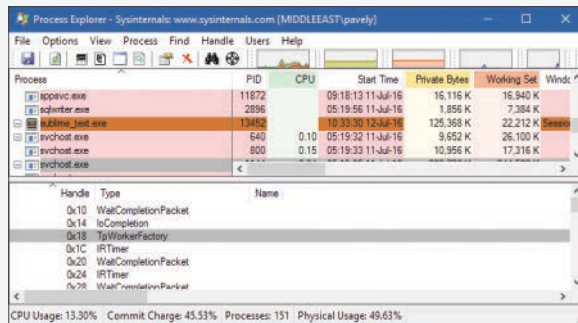 Process Explorer - Sysinternals: www.sysinternals.com [MIDDLEEAST\pavely]
File Options View Process Find Handle Users Help
Process PID CPU Start Time Private Bytes Working Set Windo
appsvc.exe 11872 09:18:13 11-Jul-16 16,116 K 16,940 K
sqlwriter.exe 2896 05:19:56 11-Jul-16 1,856 K 7,384 K
sublime_text.exe 13452 10:33:30 12-Jul-16 125,368 K 22,212 K Session
svchost.exe 640 0.10 05:19:32 11-Jul-16 9,652 K 26,100 K
svchost.exe 800 0.15 05:19:33 11-Jul-16 10,956 K 17,316 K
svchost.exe
Handle Type Name
0x10 WaitCompletionPacket
0x14 IoCompletion
0x18 TpWorkerFactory
0x1C IRTimer
0x20 WaitCompletionPacket
0x24 IRTimer
0x28 WaitCompletionPacket
CPU Usage: 13.30% Commit Charge: 45.53% Processes: 151 Physical Usage: 49.63%